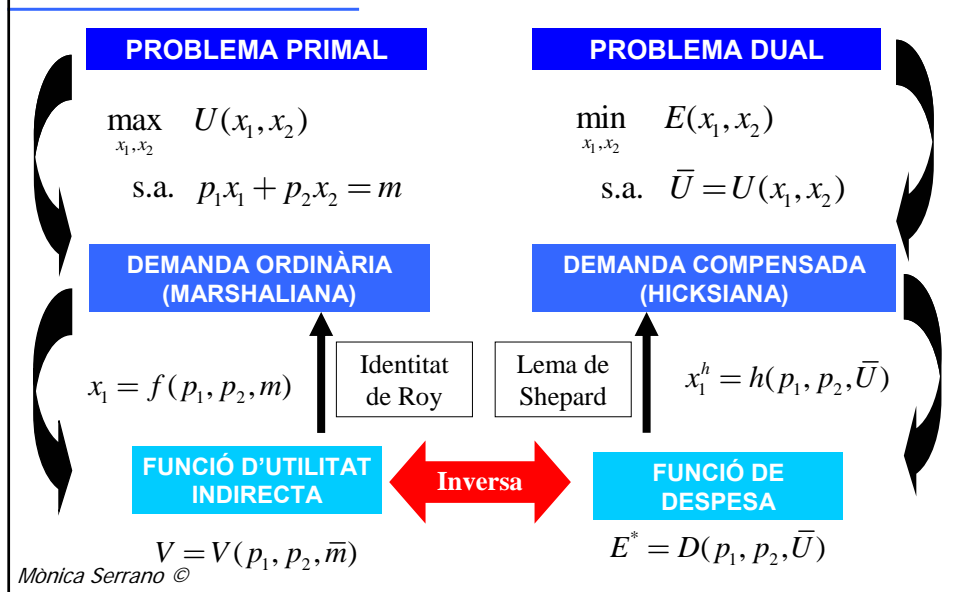 PROBLEMA PRIMAL
max U(x₁,x₂)
x₁,x₂
s.a. p₁x₁ + p₂x₂ = m
DEMANDA ORDINÀRIA
(MARSHALIANA)
x₁ = f(p₁,p₂,m)
Identitat
de Roy
FUNCIÓ D'UTILITAT
INDIRECTA
V = V(p₁,p₂,m̅)
PROBLEMA DUAL
min E(x₁,x₂)
x₁,x₂
s.a. U̅ = U(x₁,x₂)
DEMANDA COMPENSADA
(HICKSIANA)
Lema de
Shepard
x₁ʰ = h(p₁,p₂,U̅)
Inversa
FUNCIÓ DE
DESPESA
E* = D(p₁,p₂,U̅)
Mònica Serrano ©